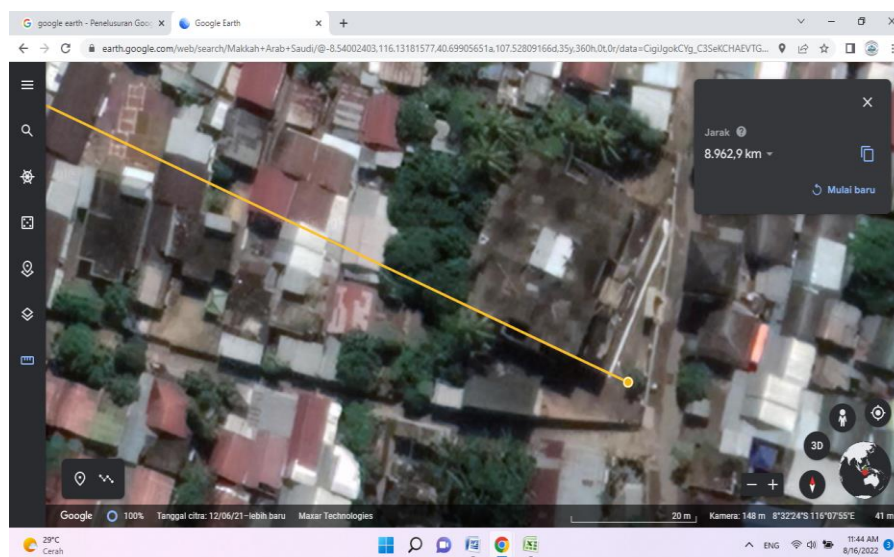 google earth - Penelusuran Goo
Google Earth
earth.google.com/web/search/Makkah+Arab+Saudi/@-8.54002403,116.13181577,40.69905651a,107.52809166d,35y,360h,0t,0r/data=CigiJgokCYg_C3SeKCHAEVTG...
Jarak
8.962,9 km
Mulai baru
3D
Google 100% Tanggal citra: 12/06/21–lebih baru Maxar Technologies 20 m Kamera: 148 m 8°32'24"S 116°07'55"E 41 m
29°C
Cerah
ENG
11:44 AM
8/16/2022
3